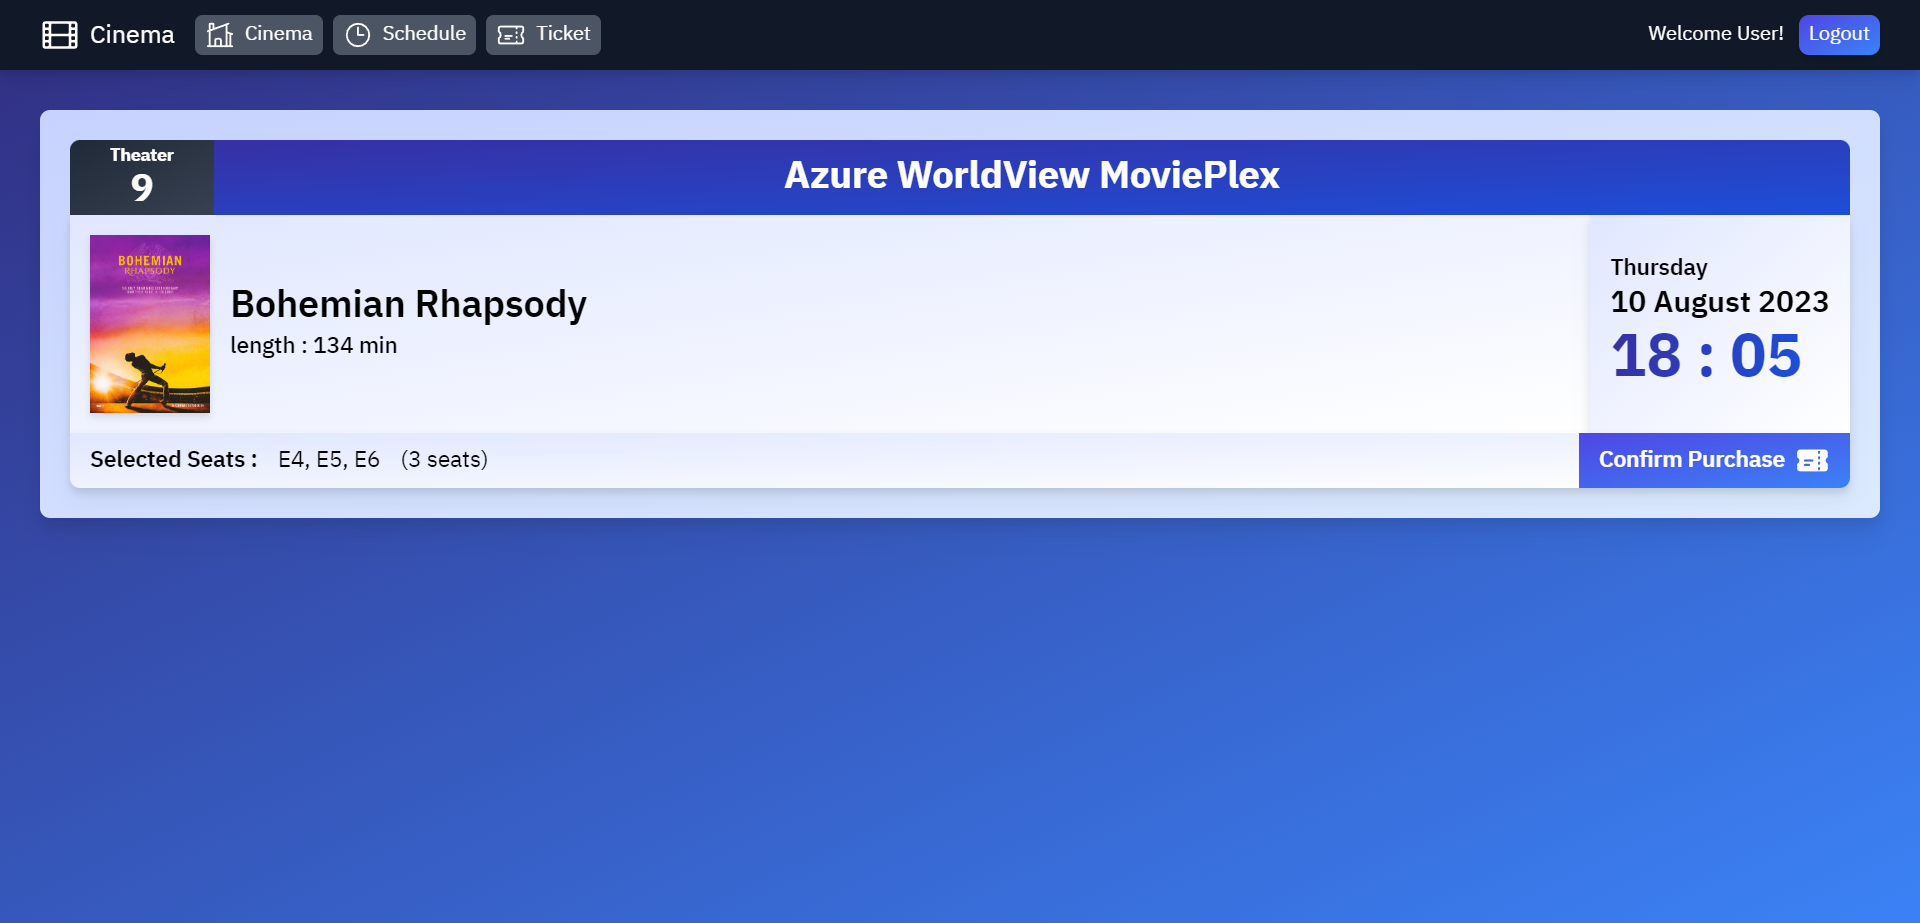 Cinema
Cinema
Schedule
Ticket
Welcome User!
Logout
Theater
9
Azure WorldView MoviePlex
BOHEMIAN
RHAPSODY
Bohemian Rhapsody
length : 134 min
Thursday
10 August 2023
18 : 05
Selected Seats : E4, E5, E6 (3 seats)
Confirm Purchase